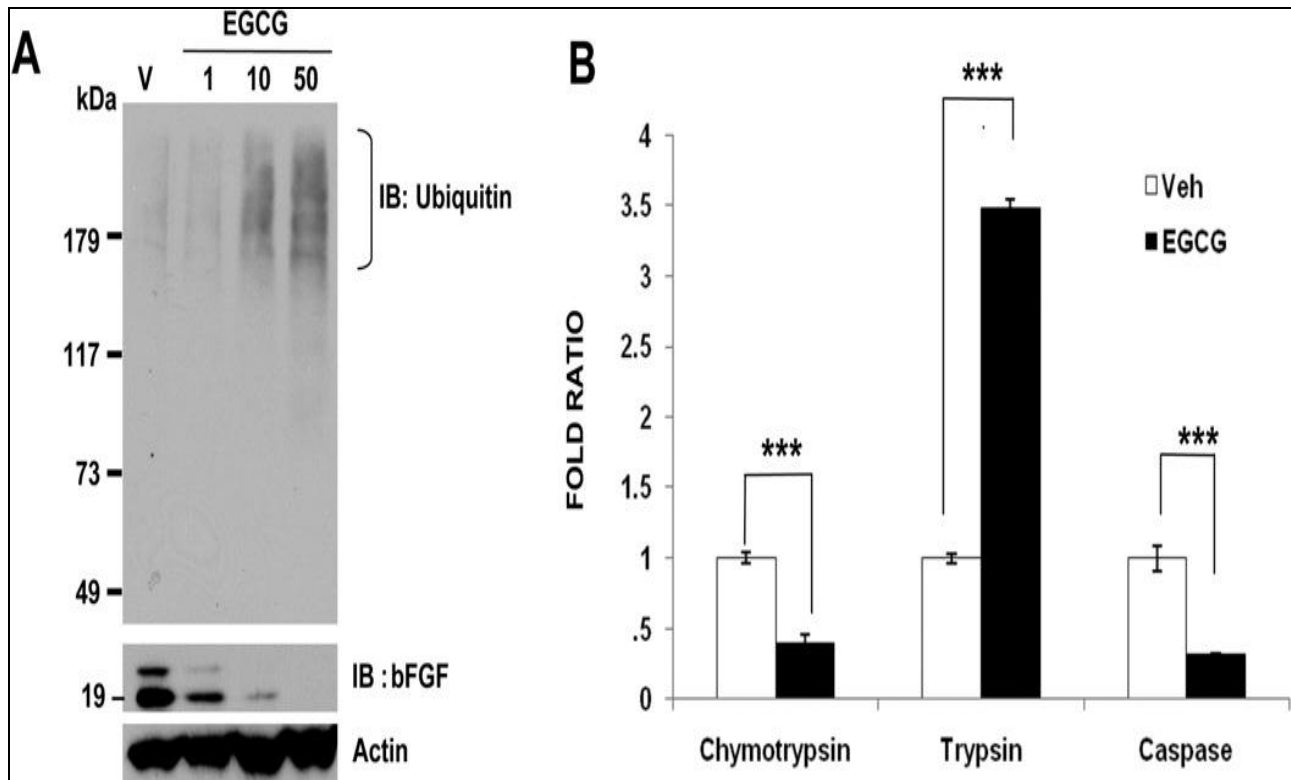 A
EGCG
V 1 10 50
kDa
179
117
73
49
19
IB: Ubiquitin
IB : bFGF
Actin
B
***
***
***
Veh
EGCG
FOLD RATIO
4
3.5
3
2.5
2
1.5
1
.5
0
Chymotrypsin Trypsin Caspase